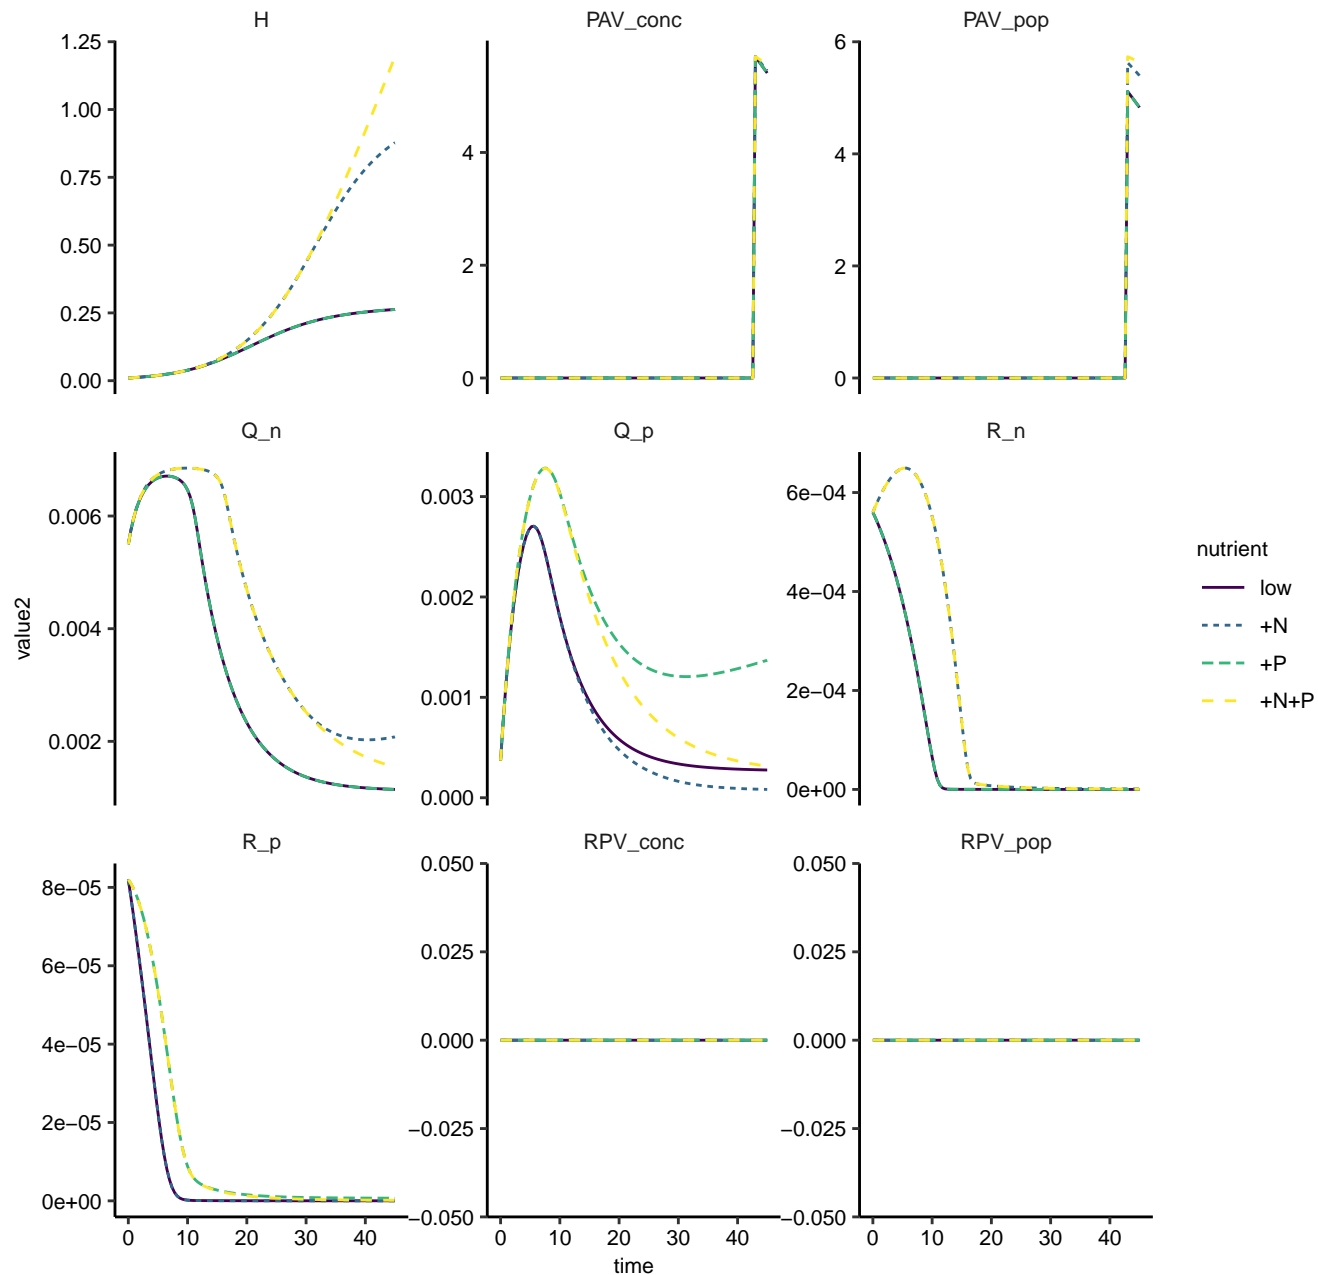 H PAV_conc PAV_pop
1.25
1.00
0.75
0.50
0.25
0.00
4
2
0
6
4
2
0
Q_n Q_p R_n
0.006
0.004
0.002
0.003
0.002
0.001
0.000
6e−04
4e−04
2e−04
0e+00
R_p RPV_conc RPV_pop
8e−05
6e−05
4e−05
2e−05
0e+00
0.050
0.025
0.000
−0.025
−0.050
0.050
0.025
0.000
−0.025
−0.050
0 10 20 30 40
0 10 20 30 40
0 10 20 30 40
time
value2
nutrient
low
+N
+P
+N+P